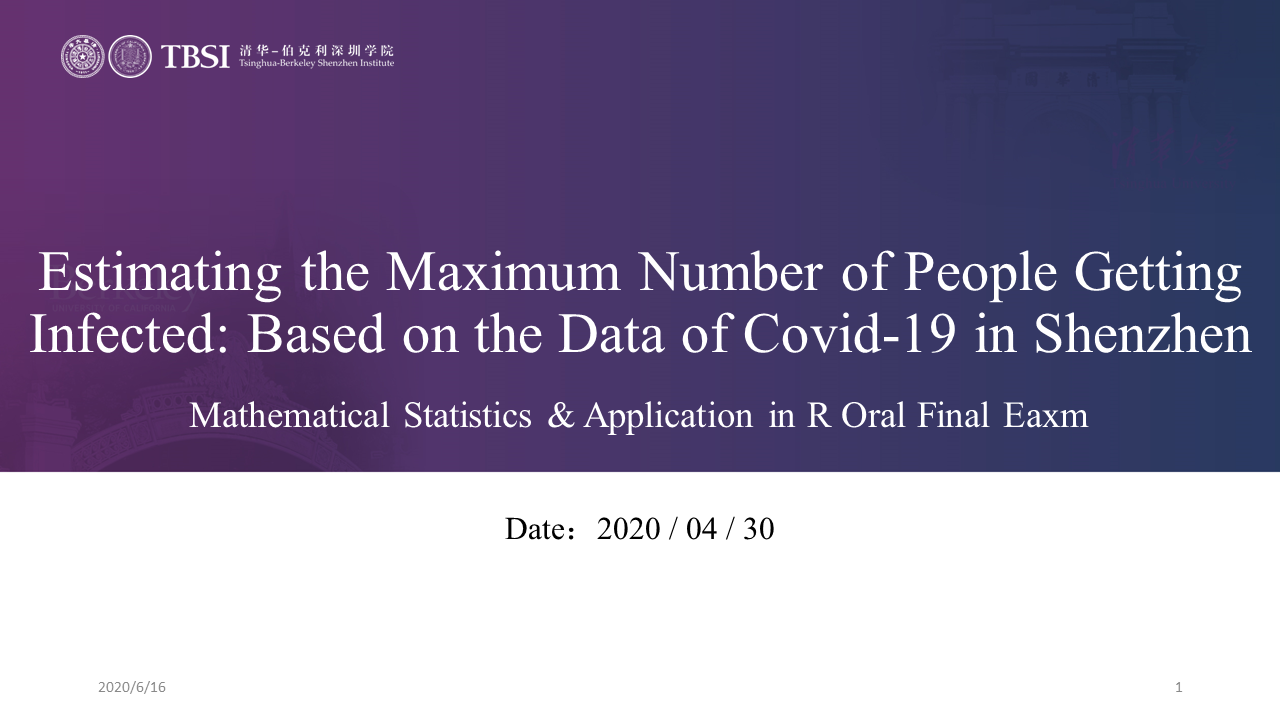 TBSI 清华-伯克利深圳学院
Tsinghua-Berkeley Shenzhen Institute
Estimating the Maximum Number of People Getting
Infected: Based on the Data of Covid-19 in Shenzhen
Mathematical Statistics & Application in R Oral Final Eaxm
Date：2020 / 04 / 30
2020/6/16
1